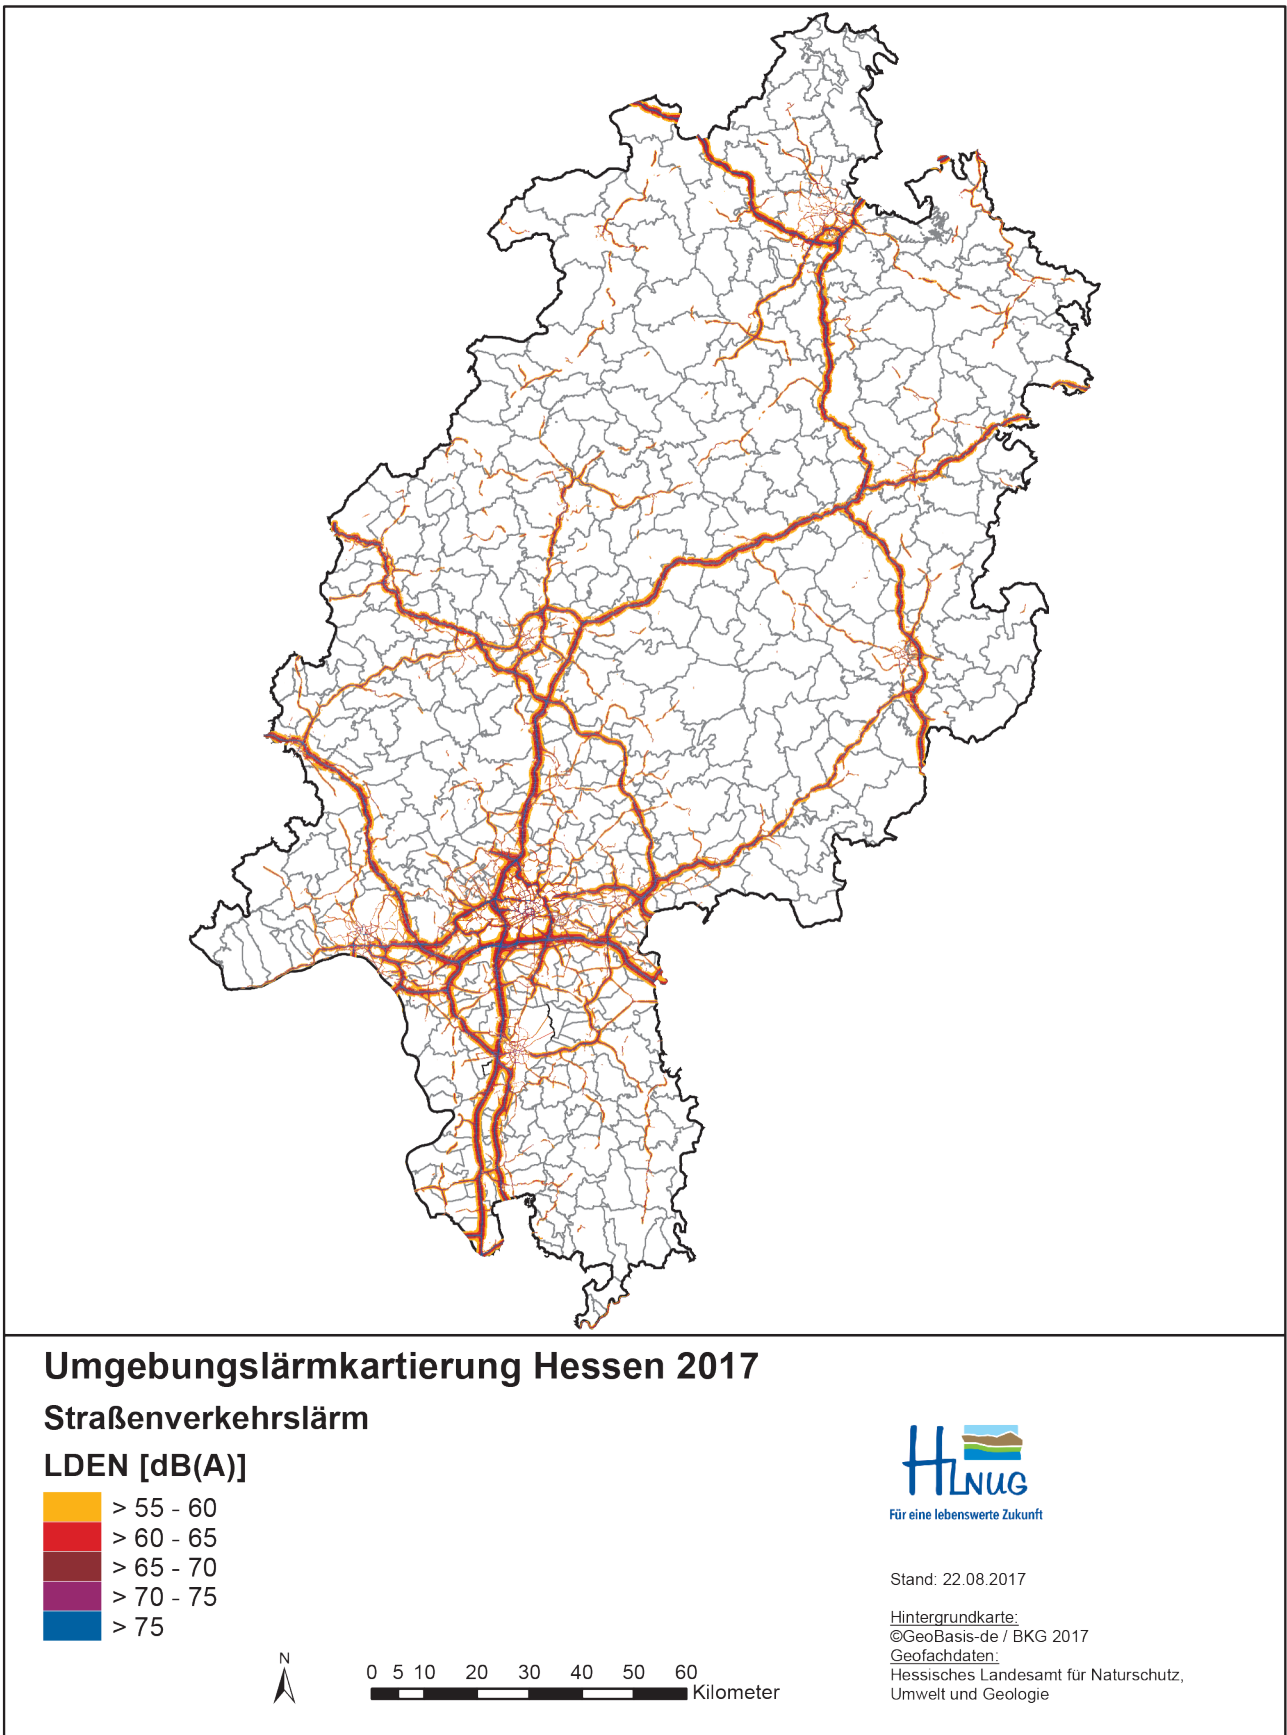 Umgebungslärmkartierung Hessen 2017
Straßenverkehrslärm
LDEN [dB(A)]
> 55 - 60
> 60 - 65
> 65 - 70
> 70 - 75
> 75
N
0 5 10 20 30 40 50 60
Kilometer
HLNUG
Für eine lebenswerte Zukunft
Stand: 22.08.2017
Hintergrundkarte:
©GeoBasis-de / BKG 2017
Geofachdaten:
Hessisches Landesamt für Naturschutz,
Umwelt und Geologie